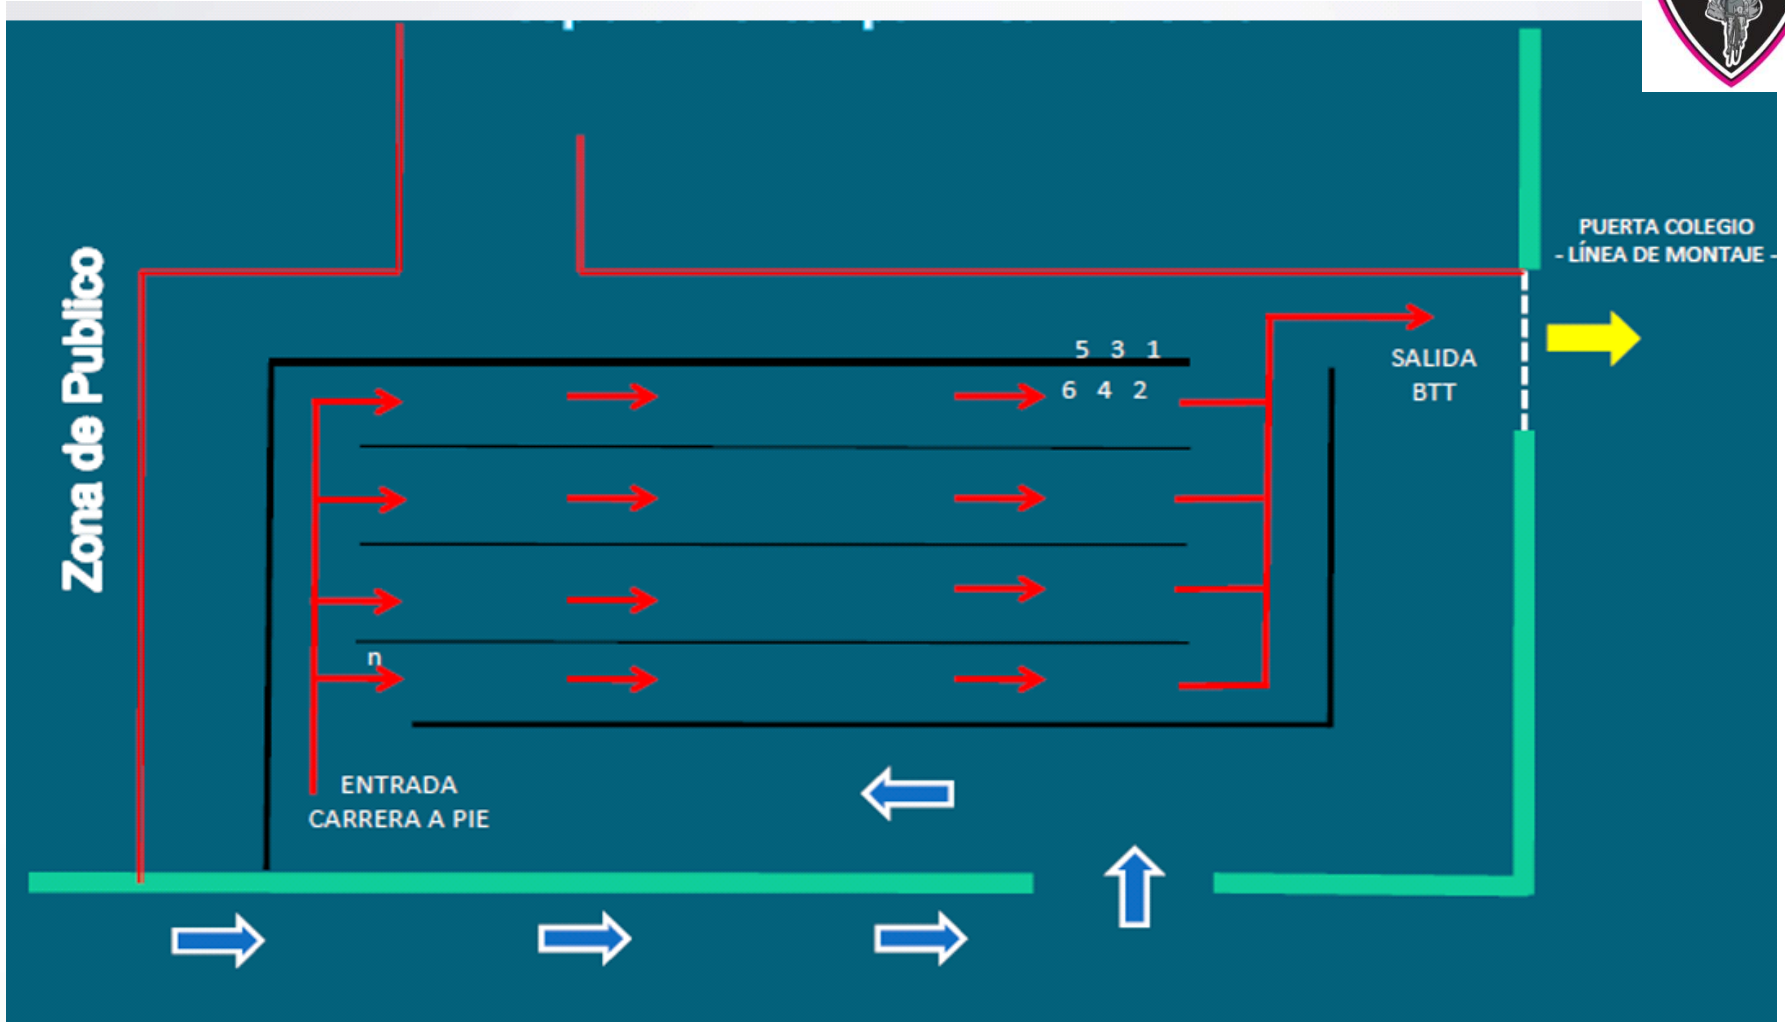 PUERTA COLEGIO
- LÍNEA DE MONTAJE -
Zona de Publico
5 3 1
SALIDA
BTT
6 4 2
n
ENTRADA
CARRERA A PIE